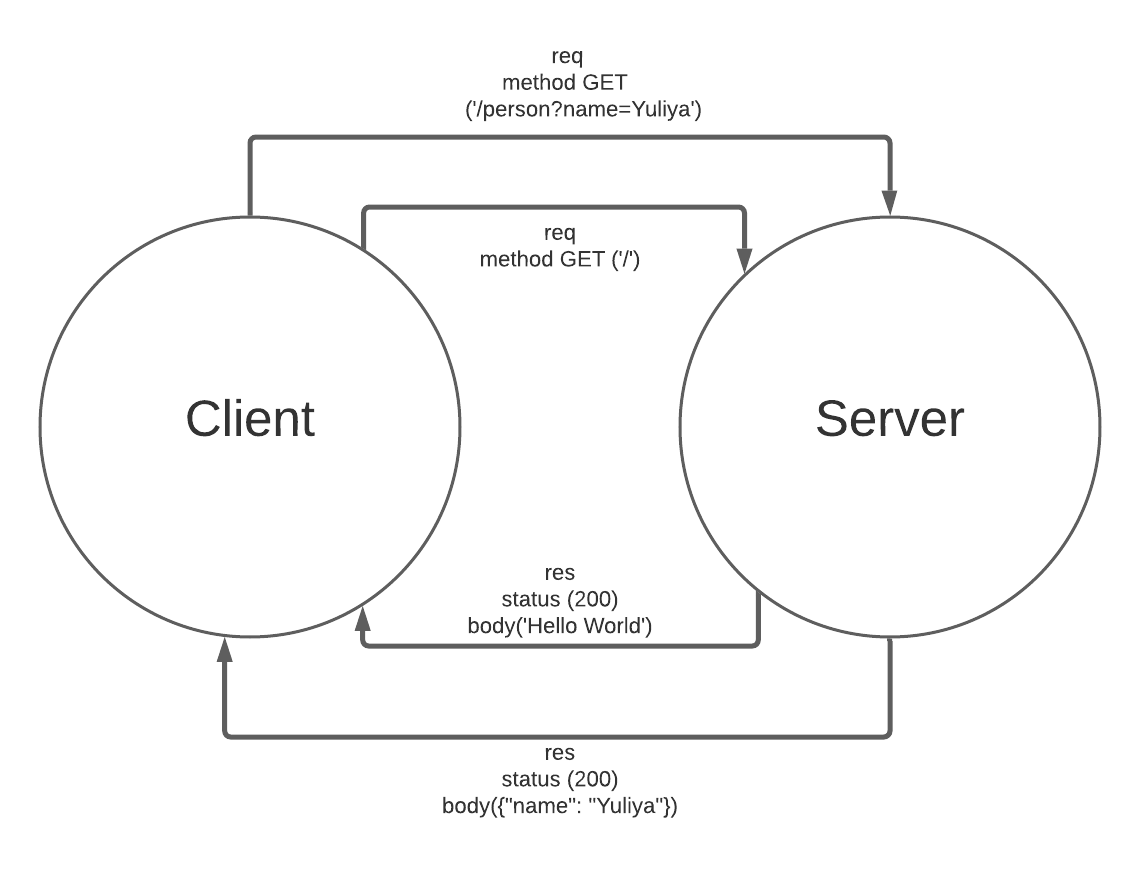 req
method GET
('/person?name=Yuliya')
req
method GET ('/')
Client
Server
res
status (200)
body('Hello World')
res
status (200)
body({"name": "Yuliya"})